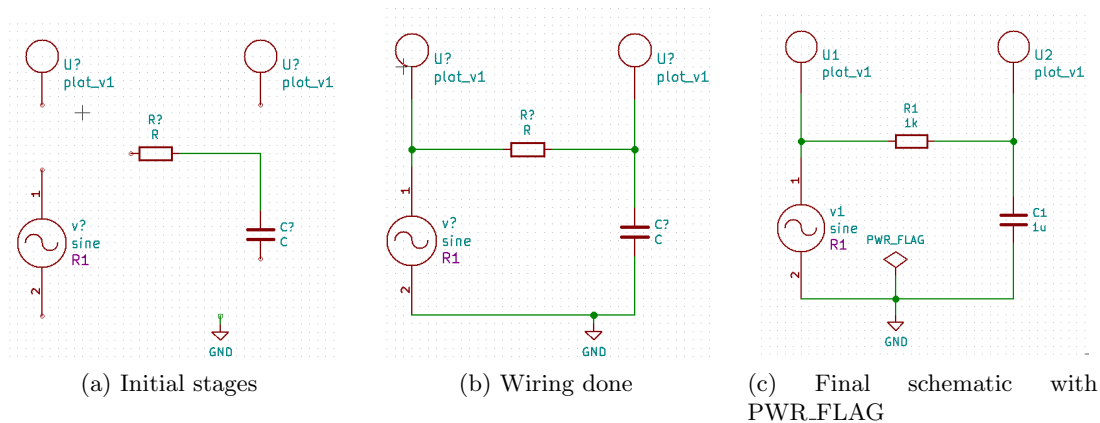 U?
plot_v1
U?
plot_v1
R?
R
1
v?
sine
R1
2
C?
C
GND
(a) Initial stages
U?
plot_v1
U?
plot_v1
R?
R
1
v?
sine
R1
2
C?
C
GND
(b) Wiring done
U1
plot_v1
U2
plot_v1
R1
1k
1
v1
sine
R1
2
PWR_FLAG
C1
1u
GND
(c) Final schematic with
PWR_FLAG